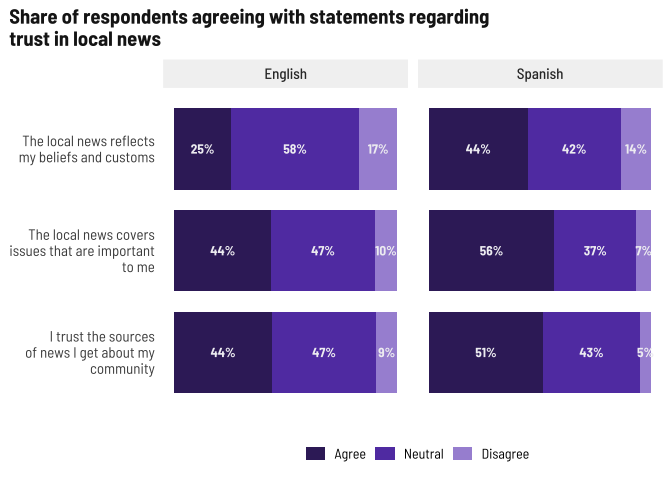 Share of respondents agreeing with statements regarding
trust in local news
English
Spanish
The local news reflects
my beliefs and customs
25%
58%
17%
44%
42%
14%
The local news covers
issues that are important
to me
44%
47%
10%
56%
37%
7%
I trust the sources
of news I get about my
community
44%
47%
9%
51%
43%
5%
Agree
Neutral
Disagree